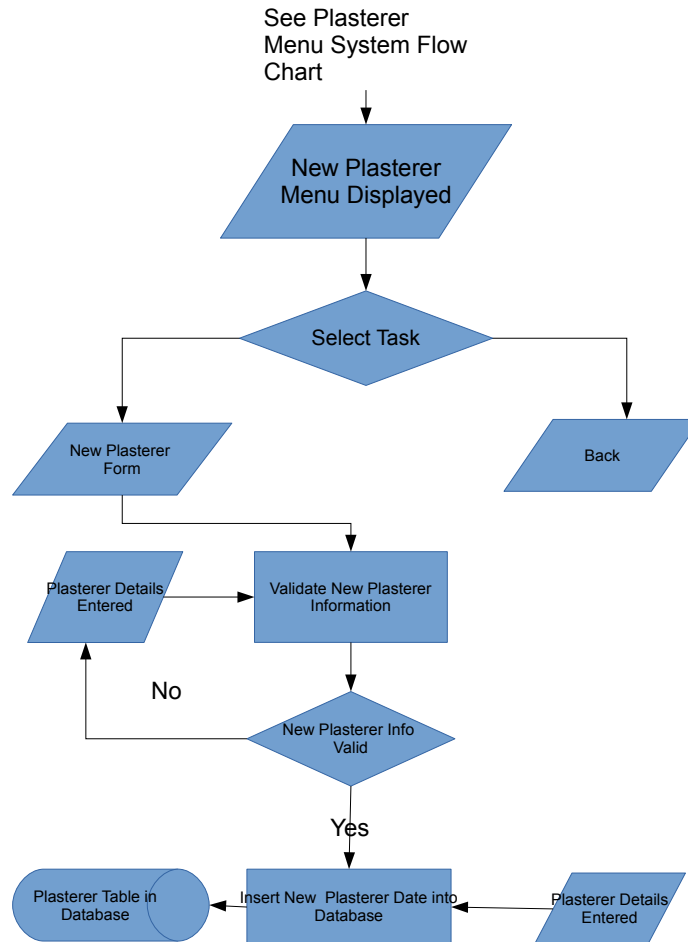 See Plasterer
Menu System Flow
Chart
New Plasterer
Menu Displayed
Select Task
New Plasterer
Form
Back
Plasterer Details
Entered
Validate New Plasterer
Information
No
New Plasterer Info
Valid
Yes
Plasterer Table in
Database
Insert New Plasterer Date into
Database
Plasterer Details
Entered